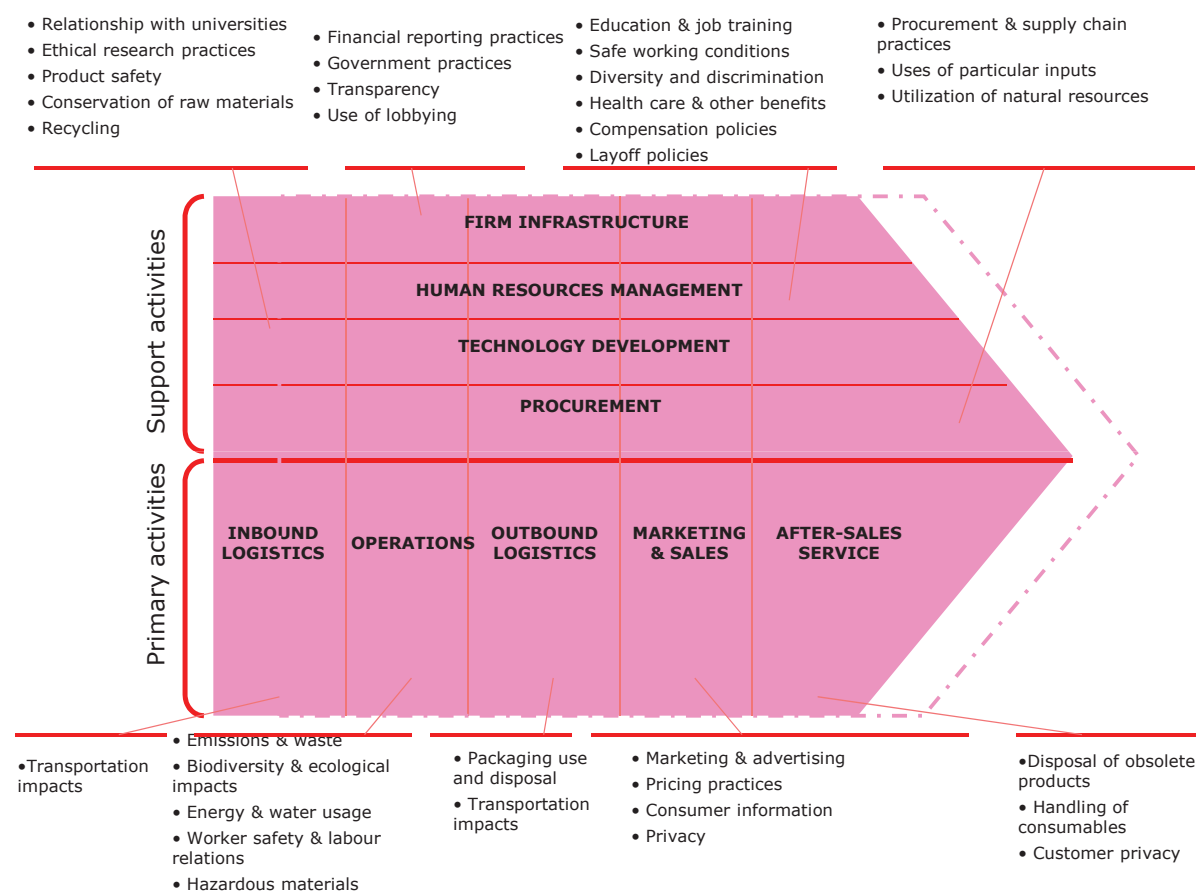 • Relationship with universities
• Ethical research practices
• Product safety
• Conservation of raw materials
• Recycling
• Financial reporting practices
• Government practices
• Transparency
• Use of lobbying
• Education & job training
• Safe working conditions
• Diversity and discrimination
• Health care & other benefits
• Compensation policies
• Layoff policies
• Procurement & supply chain
practices
• Uses of particular inputs
• Utilization of natural resources
Support activities
FIRM INFRASTRUCTURE
HUMAN RESOURCES MANAGEMENT
TECHNOLOGY DEVELOPMENT
PROCUREMENT
Primary activities
INBOUND
LOGISTICS
OPERATIONS
OUTBOUND
LOGISTICS
MARKETING
& SALES
AFTER-SALES
SERVICE
•Transportation
impacts
• Emissions & waste
• Biodiversity & ecological
impacts
• Energy & water usage
• Worker safety & labour
relations
• Hazardous materials
• Packaging use
and disposal
• Transportation
impacts
• Marketing & advertising
• Pricing practices
• Consumer information
• Privacy
•Disposal of obsolete
products
• Handling of
consumables
• Customer privacy